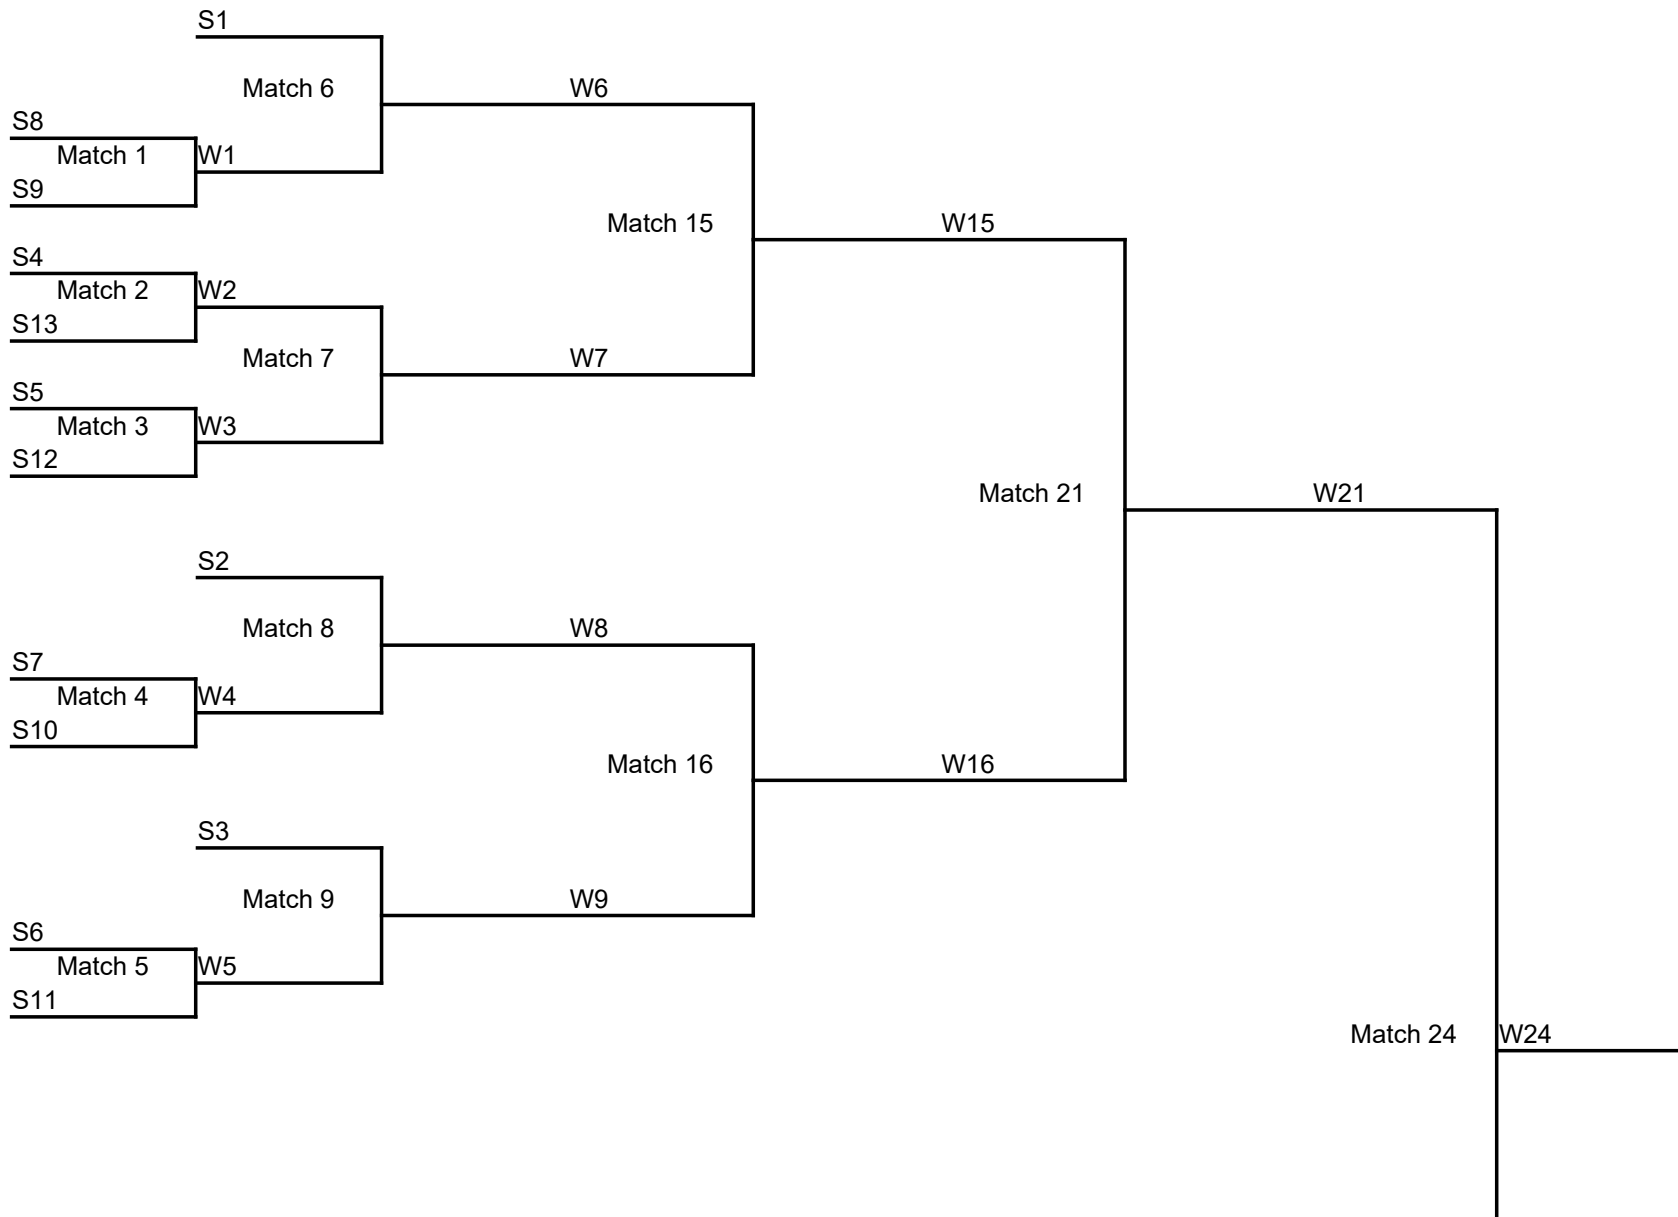 S1
Match 6
W6
S8
Match 1
W1
S9
Match 15
W15
S4
Match 2
W2
S13
Match 7
W7
S5
Match 3
W3
S12
Match 21
W21
S2
Match 8
W8
S7
Match 4
W4
S10
Match 16
W16
S3
Match 9
W9
S6
Match 5
W5
S11
Match 24
W24